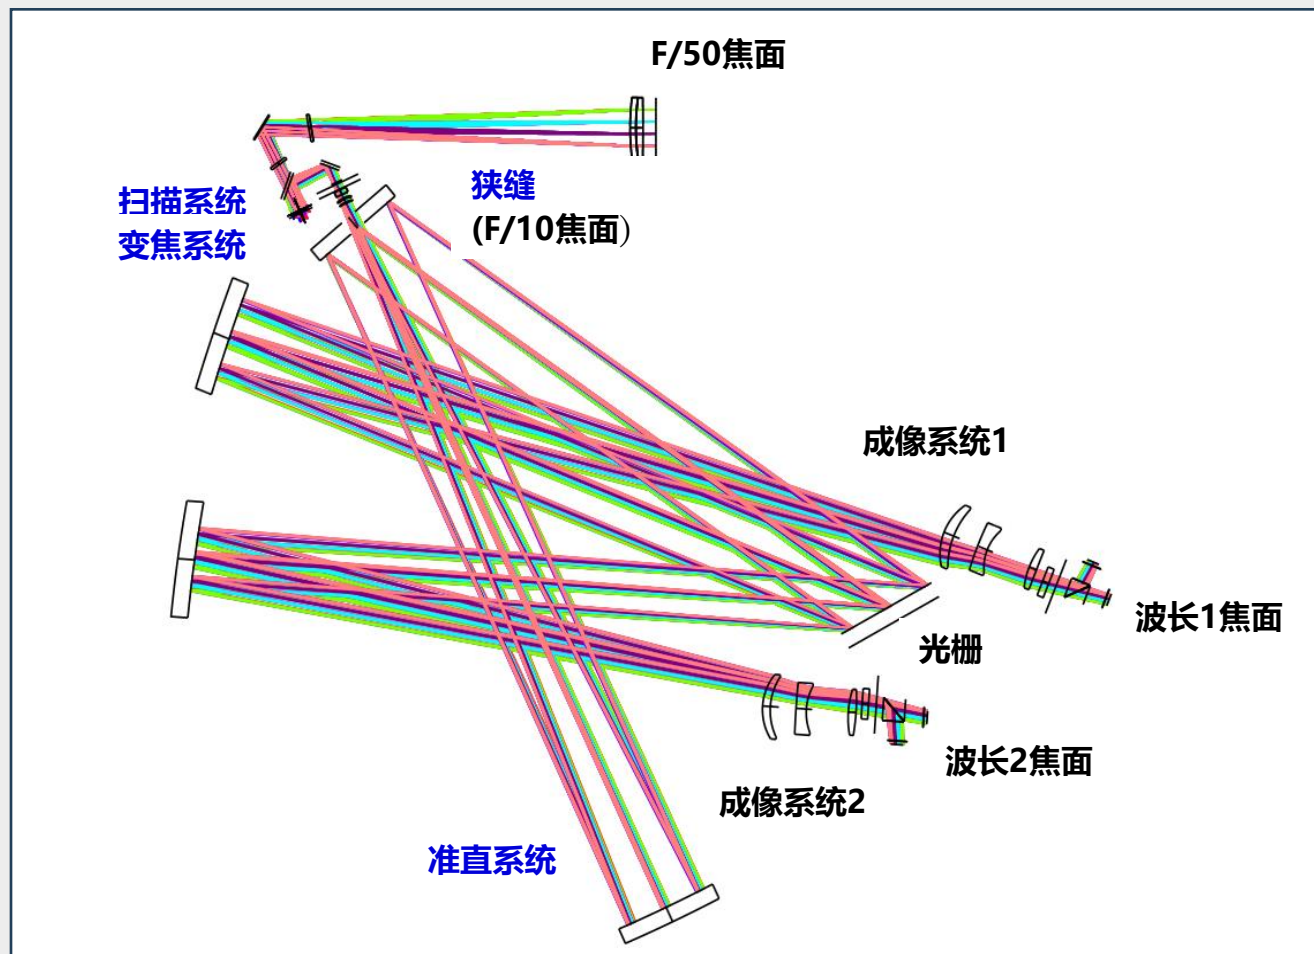 F/50焦面
扫描系统
变焦系统
狭缝
(F/10焦面）
成像系统1
波长1焦面
光栅
波长2焦面
成像系统2
准直系统